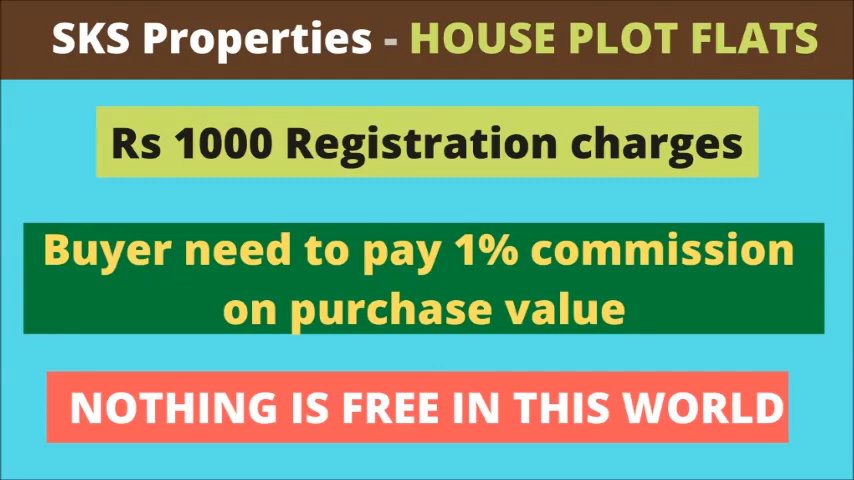 SKS Properties - HOUSE PLOT FLATS
Rs 1000 Registration charges
Buyer need to pay 1% commission
on purchase value
NOTHING IS FREE IN THIS WORLD